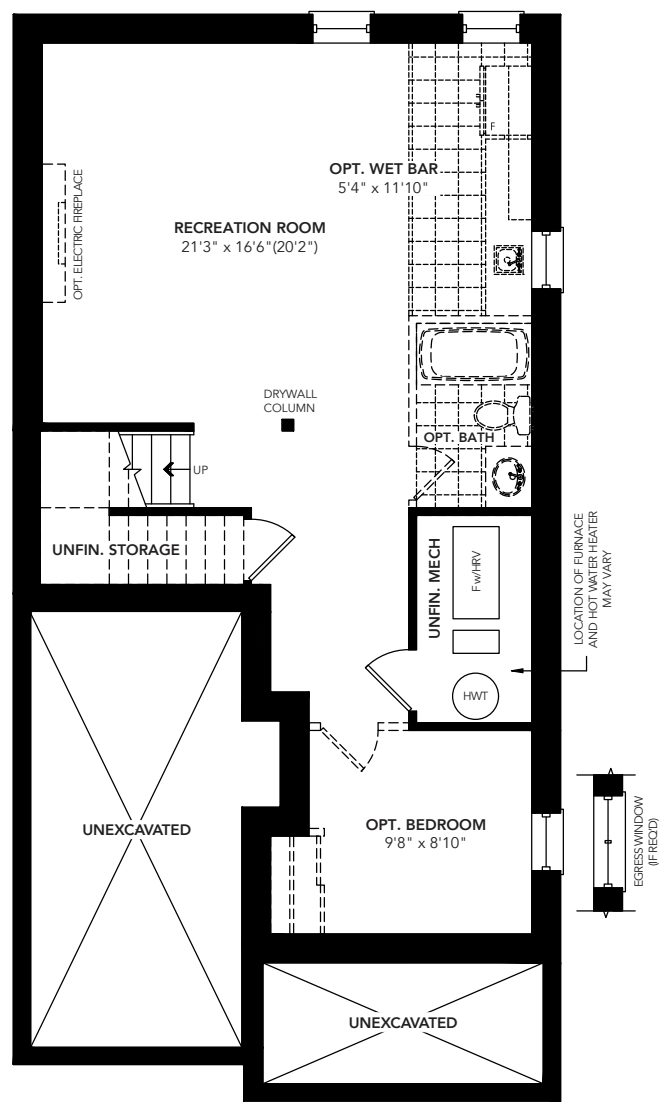 OPT. WET BAR
5'4" x 11'10"
F
OPT. ELECTRIC FIREPLACE
RECREATION ROOM
21'3" x 16'6"(20'2")
DRYWALL
COLUMN
OPT. BATH
UP
UNFIN. STORAGE
UNFIN. MECH
F w/HRV
HWT
LOCATION OF FURNACE
AND HOT WATER HEATER
MAY VARY
UNEXCAVATED
OPT. BEDROOM
9'8" x 8'10"
EGRESS WINDOW
(IF REQ'D)
UNEXCAVATED